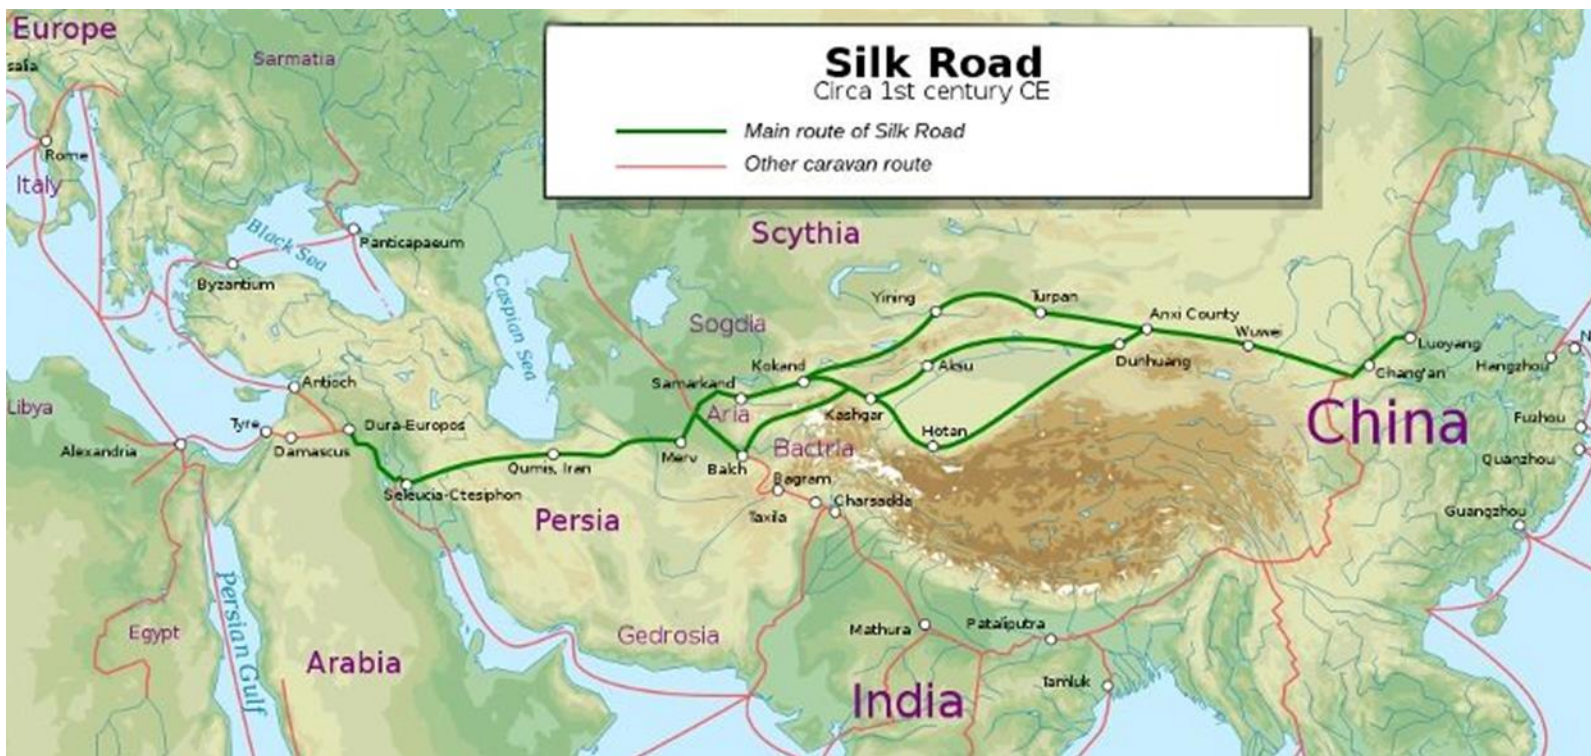 Europe
salia
Sarmatia
Silk Road
Circa 1st century CE
Main route of Silk Road
Other caravan route
Rome
Italy
Black Sea
Panticapaeum
Byzantium
Scythia
Caspian Sea
Sogdia
Yining
Turpan
Anxi County
Wuwei
Luoyang
Hangzhou
N
Kokand
Aksu
Dunhuang
Chang'an
Samarkand
Aria
Kashgar
Antioch
Libya
Tyre
Dura-Europos
Alexandria
Damascus
Hotan
China
Fuzhou
Quanzhou
Merv
Balkh
Bactria
Qumis, Iran
Seleucia-Ctesiphon
Bagram
Charsadda
Taxila
Persia
Guangzhou
Persian Gulf
Egypt
Arabia
Gedrosia
Mathura
Pataliputra
Tamluk
India